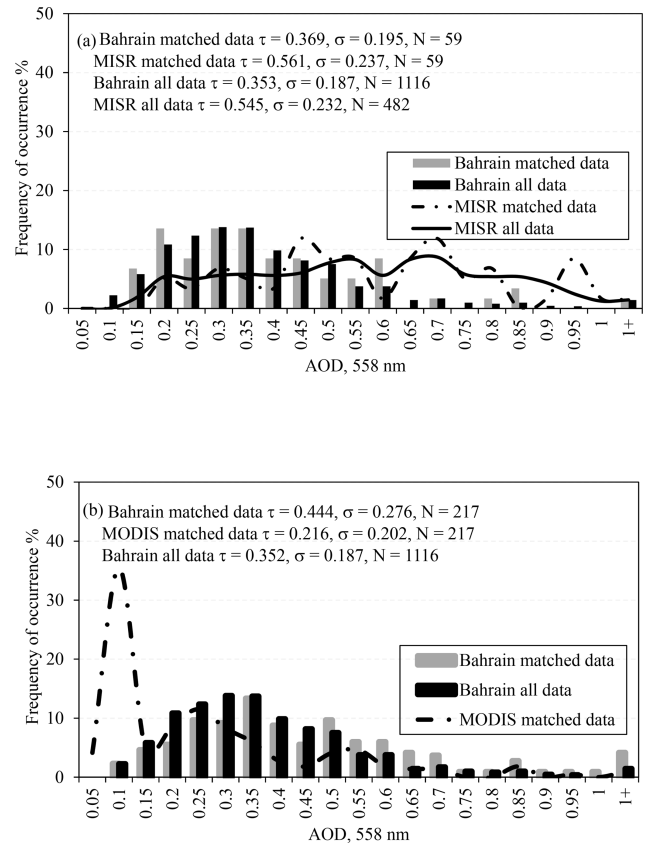 50
40
30
20
10
0
Frequency of occurrence %
(a) Bahrain matched data τ = 0.369, σ = 0.195, N = 59
MISR matched data τ = 0.561, σ = 0.237, N = 59
Bahrain all data τ = 0.353, σ = 0.187, N = 1116
MISR all data τ = 0.545, σ = 0.232, N = 482
Bahrain matched data
Bahrain all data
MISR matched data
MISR all data
0.05 0.1 0.15 0.2 0.25 0.3 0.35 0.4 0.45 0.5 0.55 0.6 0.65 0.7 0.75 0.8 0.85 0.9 0.95 1 1+
AOD, 558 nm
50
40
30
20
10
0
Frequency of occurrence %
(b) Bahrain matched data τ = 0.444, σ = 0.276, N = 217
MODIS matched data τ = 0.216, σ = 0.202, N = 217
Bahrain all data τ = 0.352, σ = 0.187, N = 1116
Bahrain matched data
Bahrain all data
MODIS matched data
0.05 0.1 0.15 0.2 0.25 0.3 0.35 0.4 0.45 0.5 0.55 0.6 0.65 0.7 0.75 0.8 0.85 0.9 0.95 1 1+
AOD, 558 nm